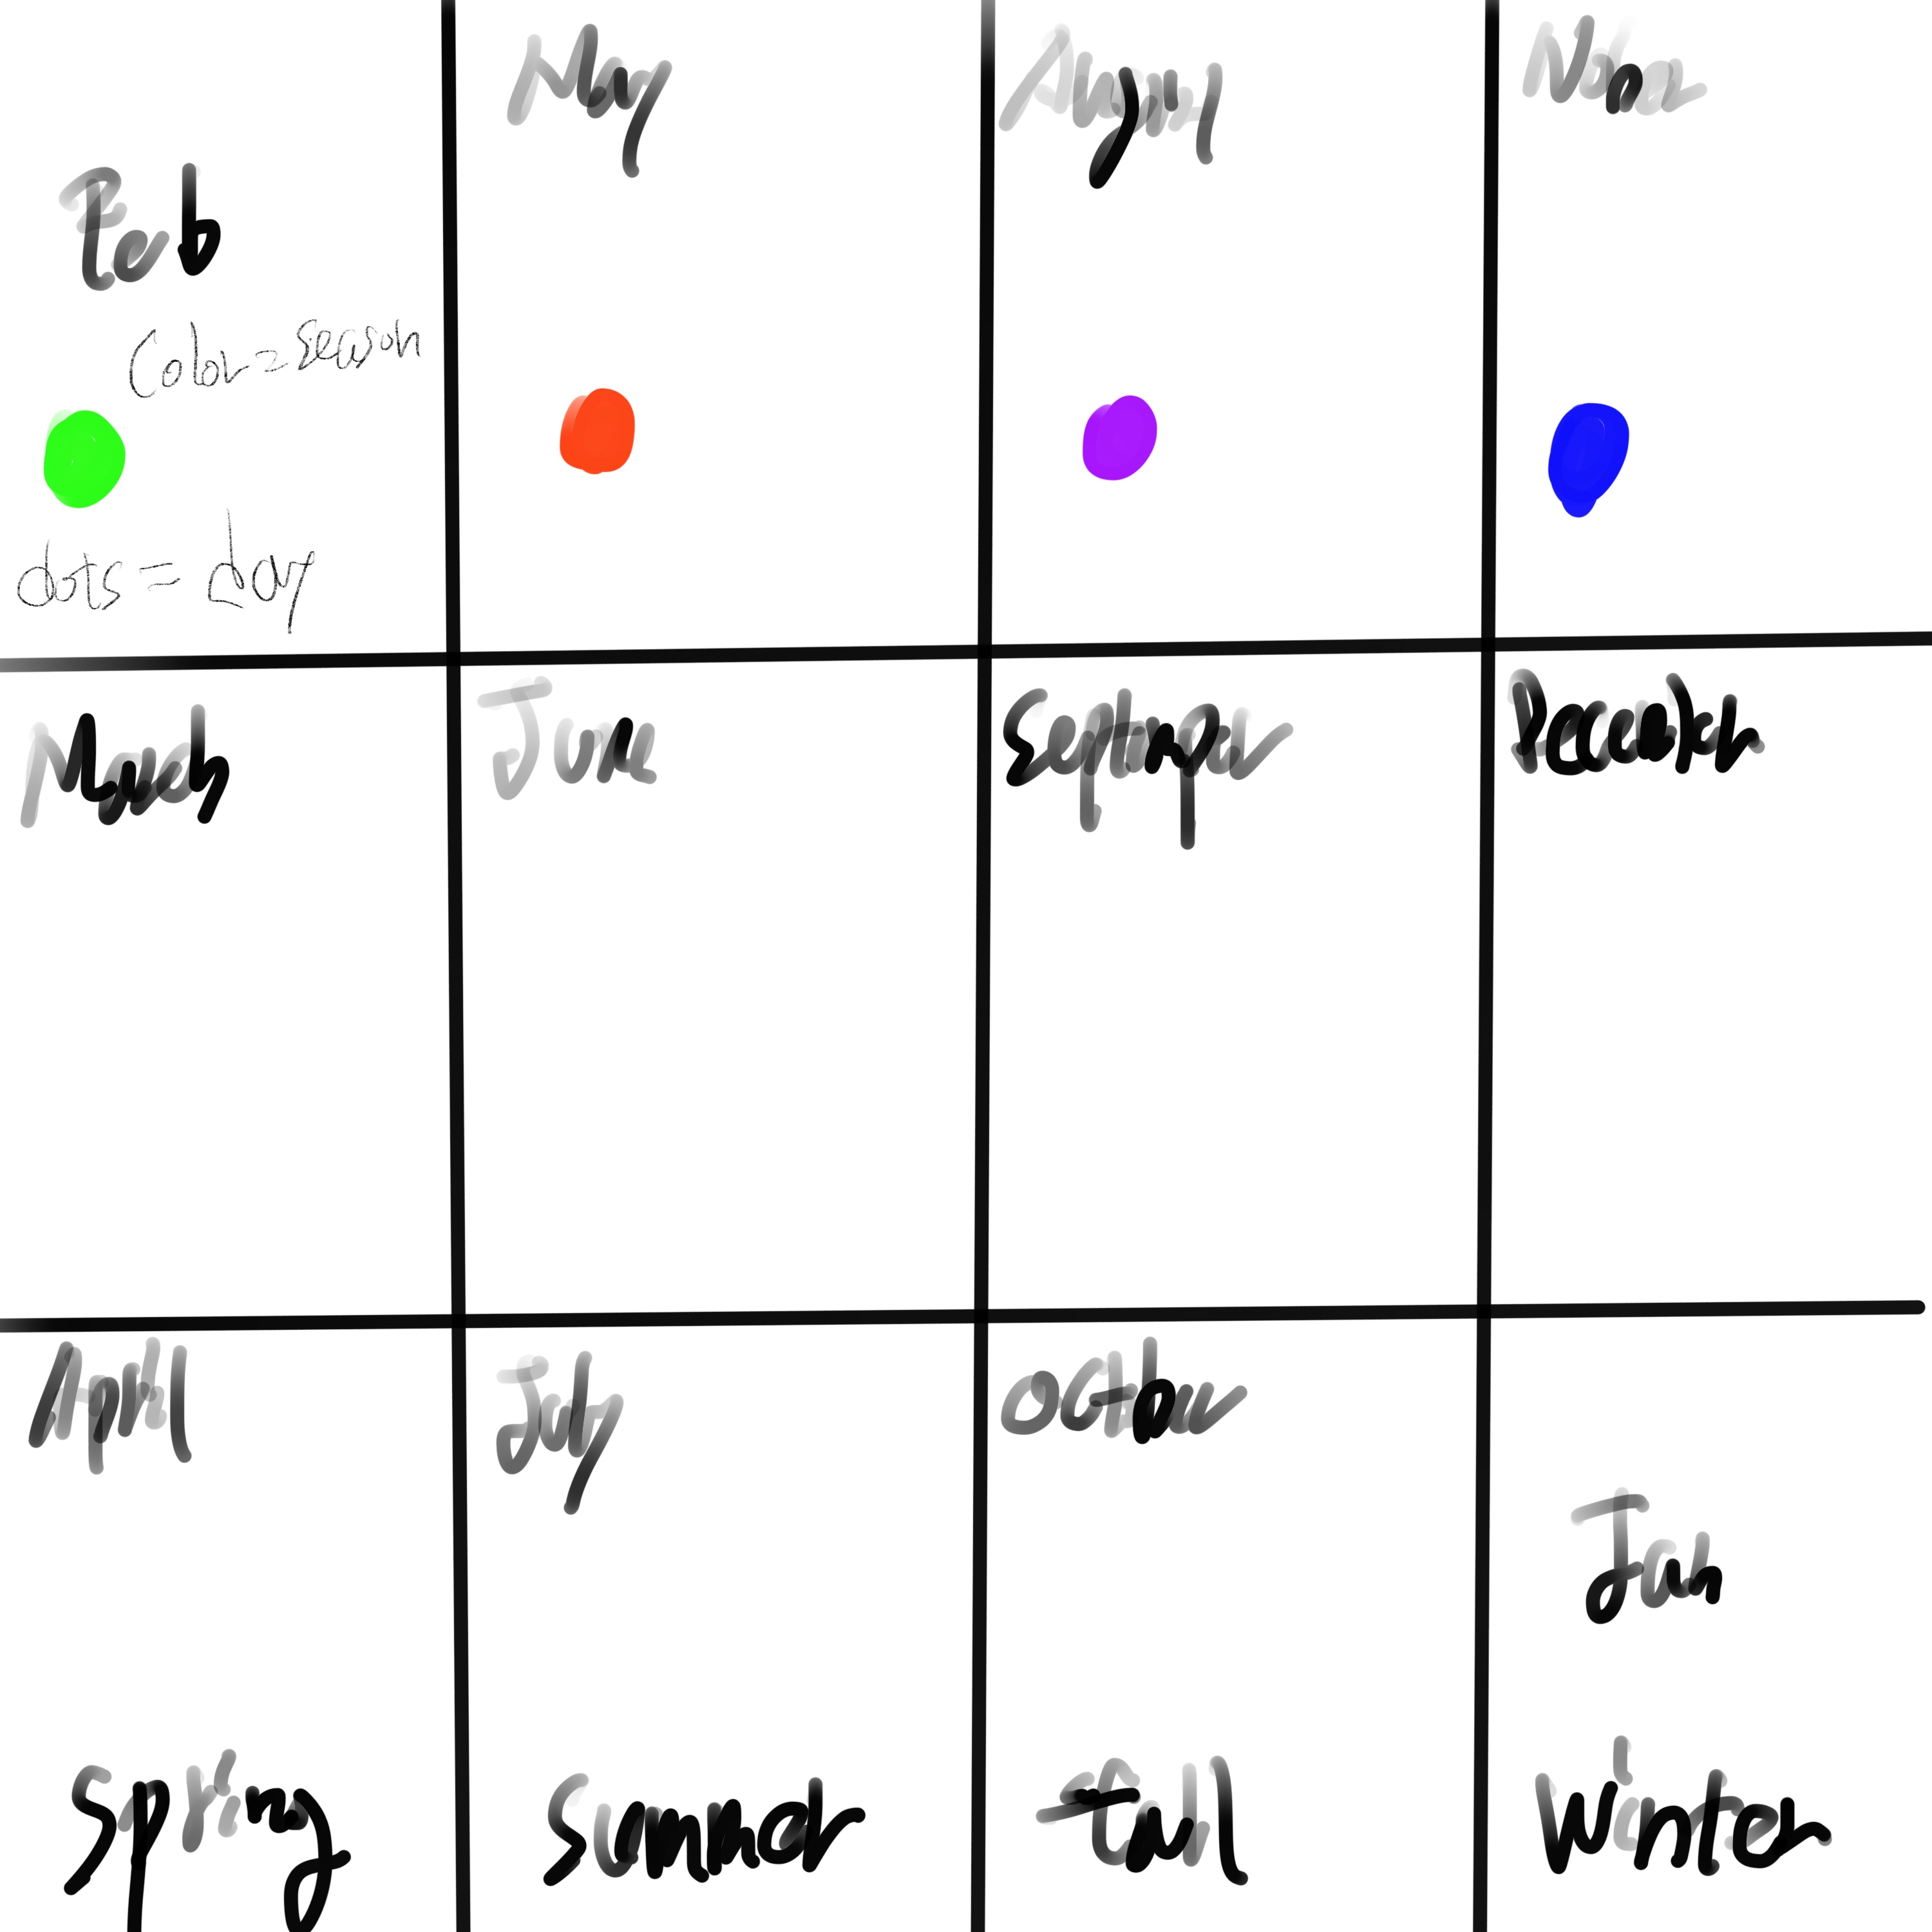 Feb
Color = season
dots = day
May
August
March
June
September
December
April
July
October
Jan
Spring
Summer
Fall
Winter